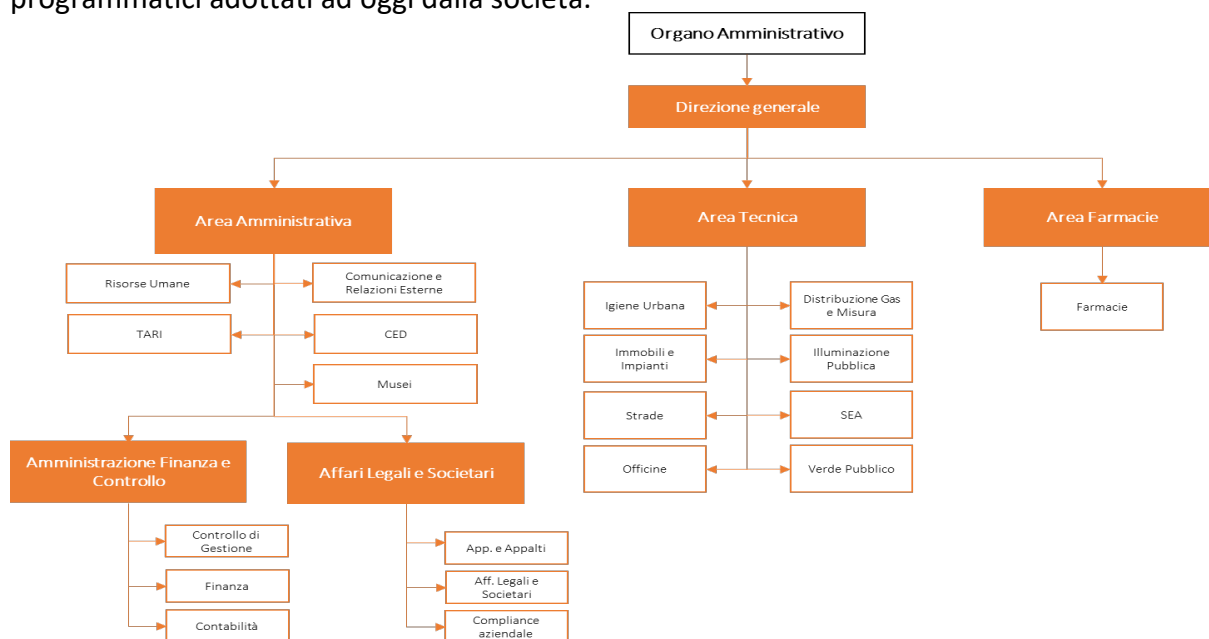 programmatici adottati ad oggi dalla società.
Organo Amministrativo
Direzione generale
Area Amministrativa
Area Tecnica
Area Farmacie
Risorse Umane
Comunicazione e
Relazioni Esterne
TARI
CED
Musei
Igiene Urbana
Distribuzione Gas
e Misura
Immobili e
Impianti
Illuminazione
Pubblica
Strade
SEA
Officine
Verde Pubblico
Farmacie
Amministrazione Finanza e
Controllo
Affari Legali e Societari
Controllo di
Gestione
Finanza
Contabilità
App. e Appalti
Aff. Legali e
Societari
Compliance
aziendale